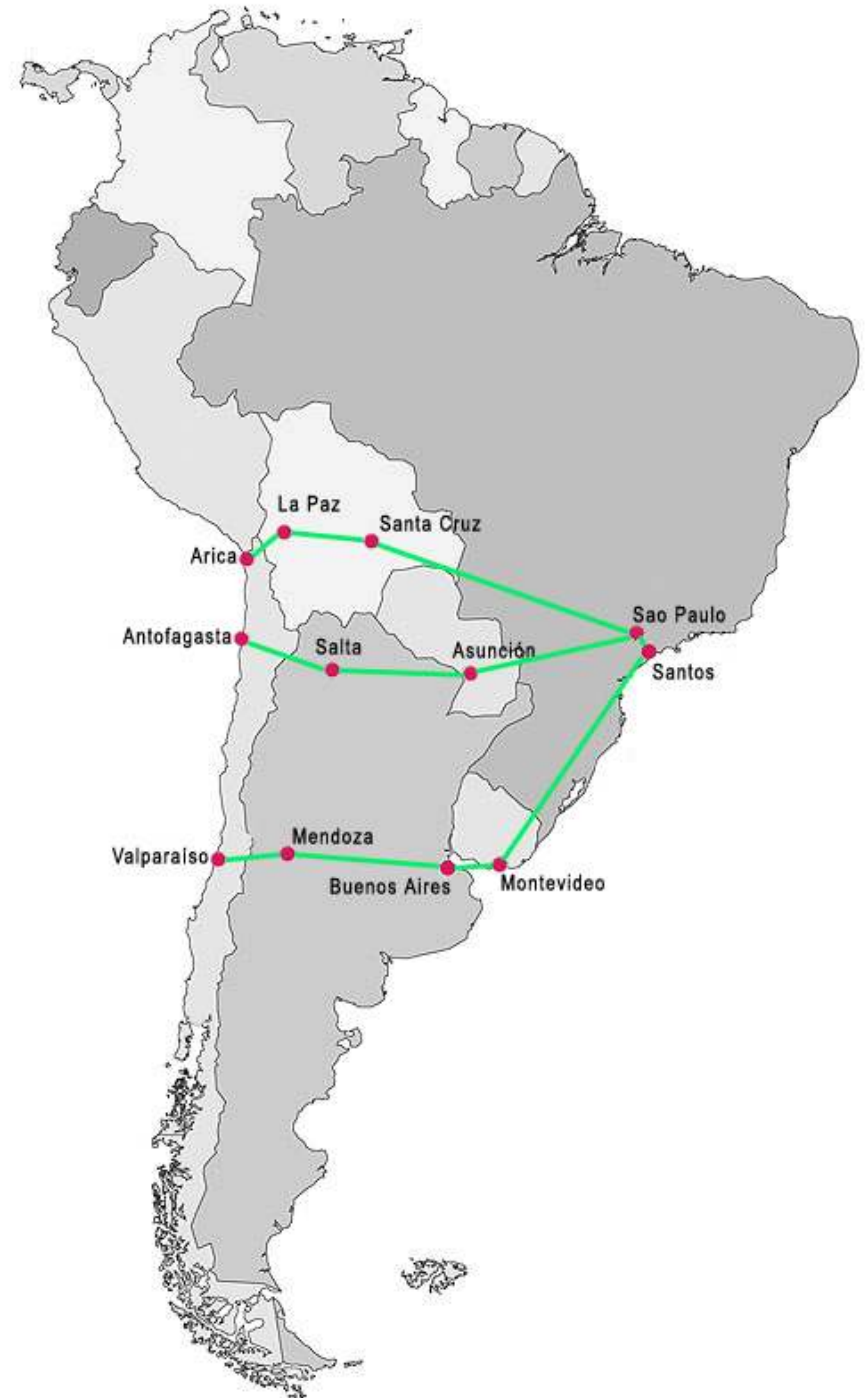 La Paz
Santa Cruz
Arica
Sao Paulo
Antofagasta
Salta
Asunción
Santos
Mendoza
Valparaíso
Buenos Aires
Montevideo